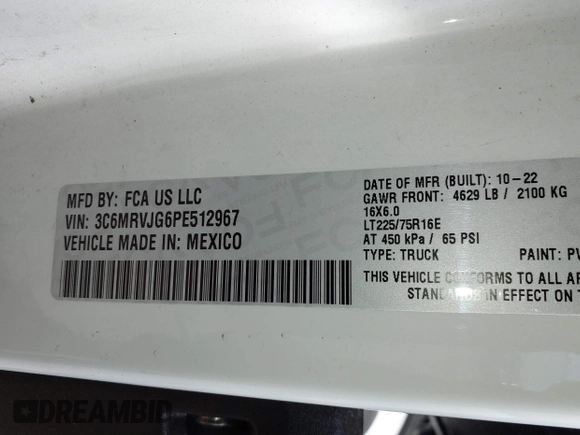 MFD BY: FCA US LLC
VIN: 3C6MRVJG6PE512967
VEHICLE MADE IN: MEXICO
DATE OF MFR (BUILT): 10-22
GAWR FRONT: 4629 LB / 2100 KG
16X6.0
LT225/75R16E
AT 450 kPa / 65 PSI
TYPE: TRUCK PAINT: PW
THIS VEHICLE CONFORMS TO ALL AP
STANDARDS IN EFFECT ON T
DREAMBID